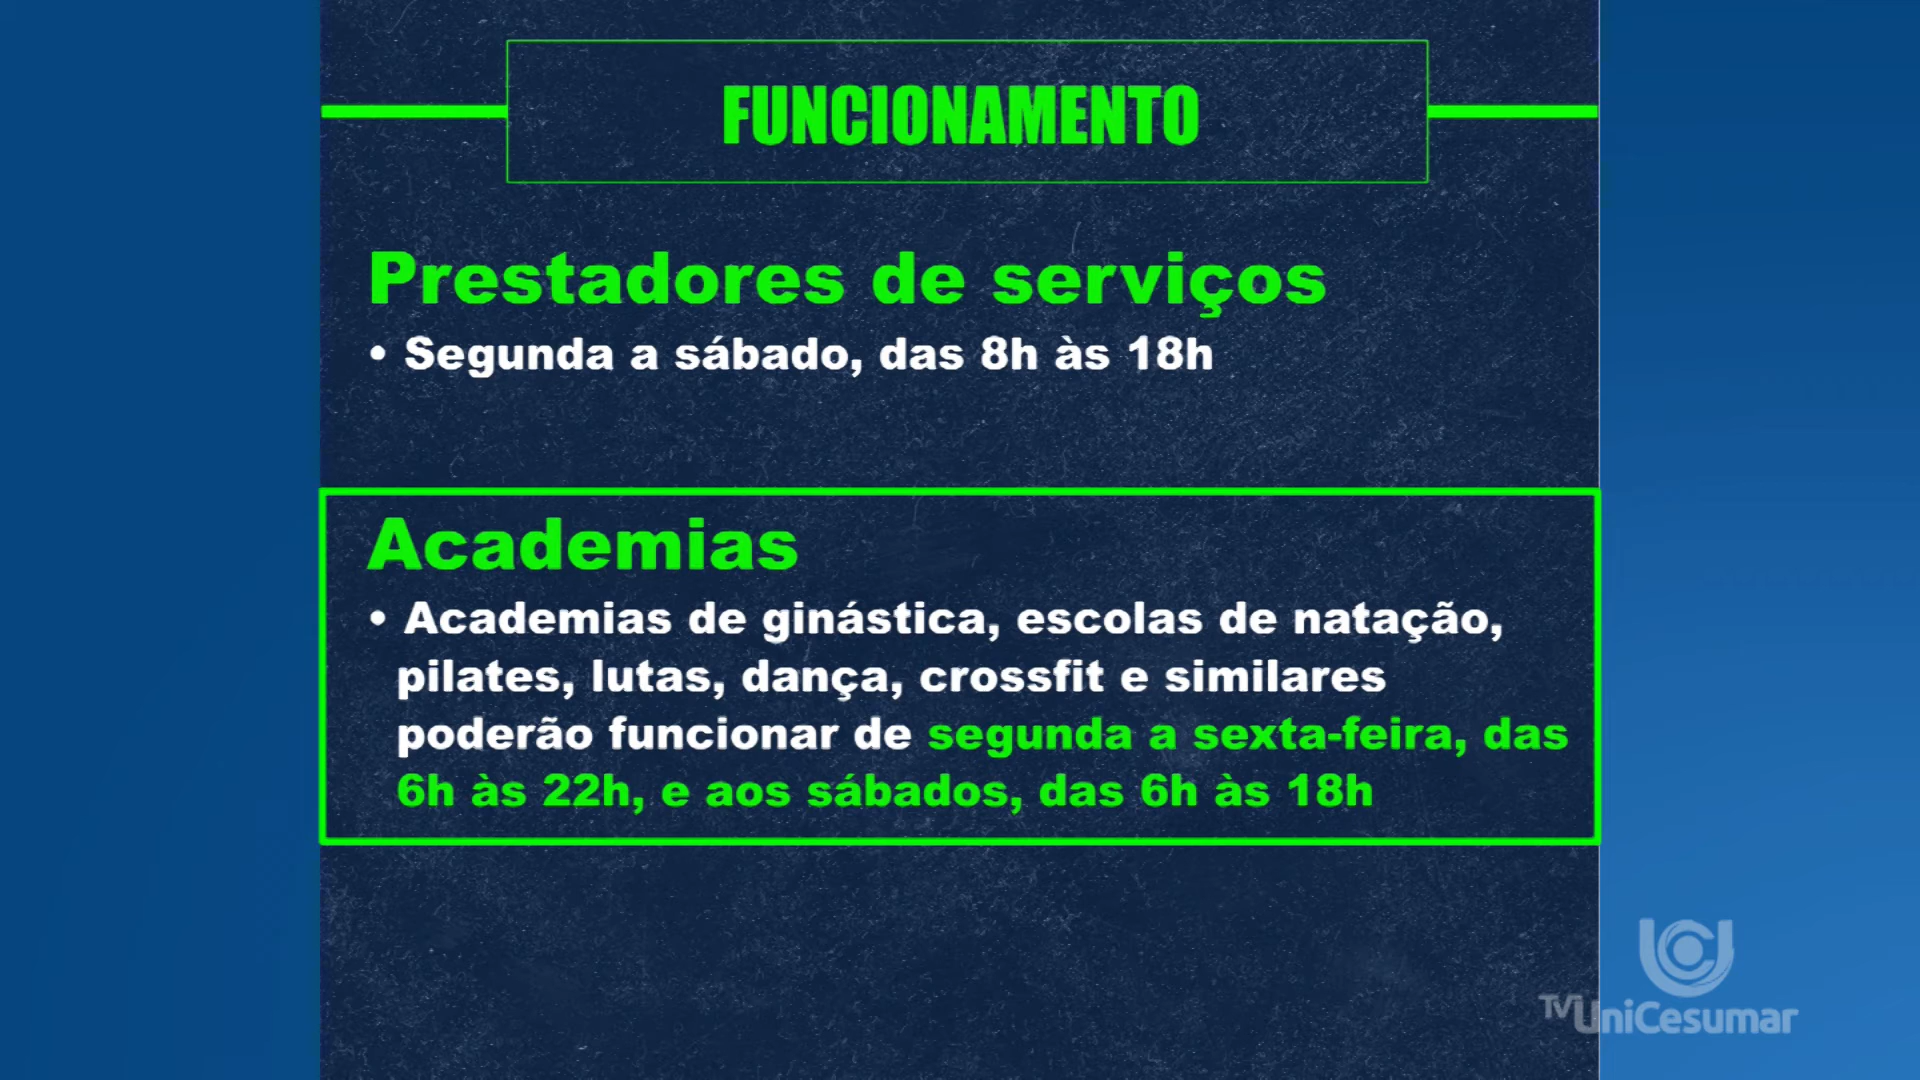 FUNCIONAMENTO
Prestadores de serviços
• Segunda a sábado, das 8h às 18h
Academias
• Academias de ginástica, escolas de natação,
pilates, lutas, dança, crossfit e similares
poderão funcionar de segunda a sexta-feira, das
6h às 22h, e aos sábados, das 6h às 18h
TV UniCesumar